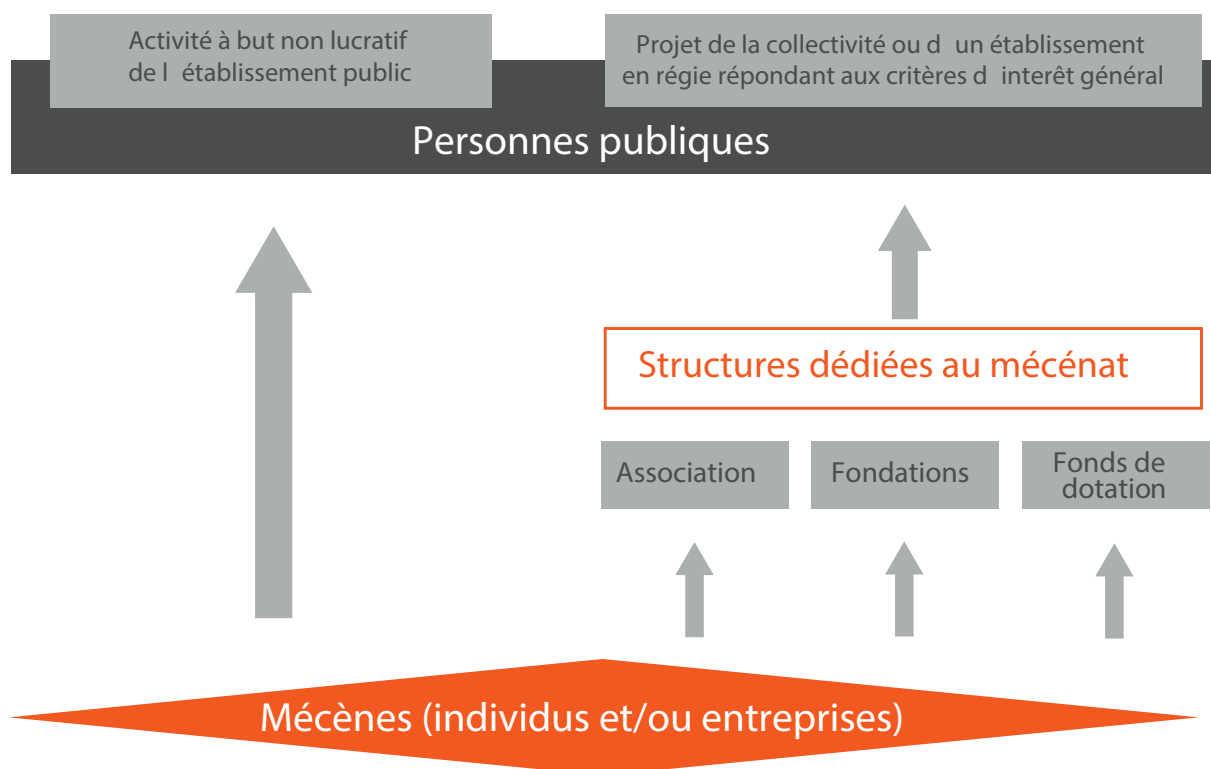 Activité à but non lucratif
de l établissement public
Projet de la collectivité ou d un établissement
en régie répondant aux critères d interêt général
Personnes publiques
Structures dédiées au mécénat
Association
Fondations
Fonds de
dotation
Mécènes (individus et/ou entreprises)